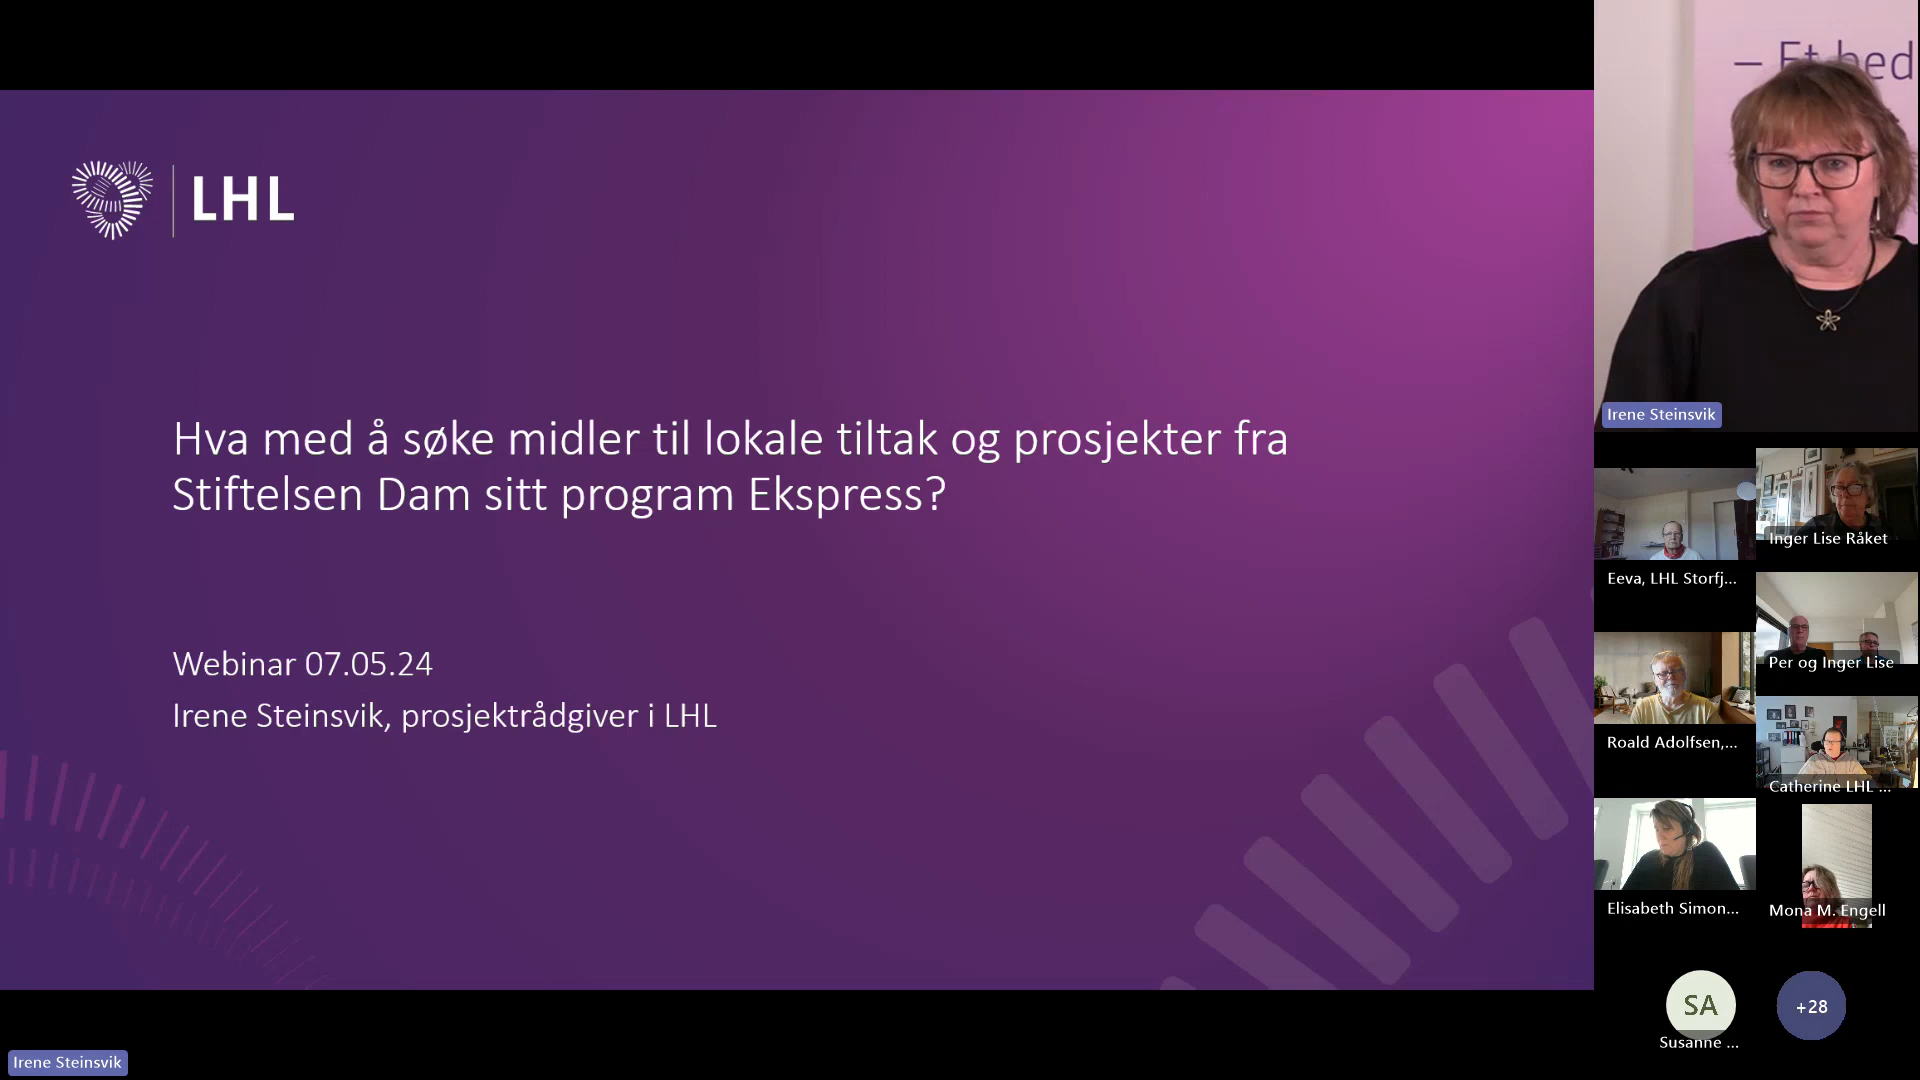 LHL
Hva med å søke midler til lokale tiltak og prosjekter fra
Stiftelsen Dam sitt program Ekspress?
Webinar 07.05.24
Irene Steinsvik, prosjektrådgiver i LHL
Irene Steinsvik
– Et bed
Irene Steinsvik
Inger Lise Råket
Eeva, LHL Storfj...
Per og Inger Lise
Roald Adolfsen,...
Catherine LHL ...
Elisabeth Simon...
Mona M. Engell
SA
+28
Susanne ...